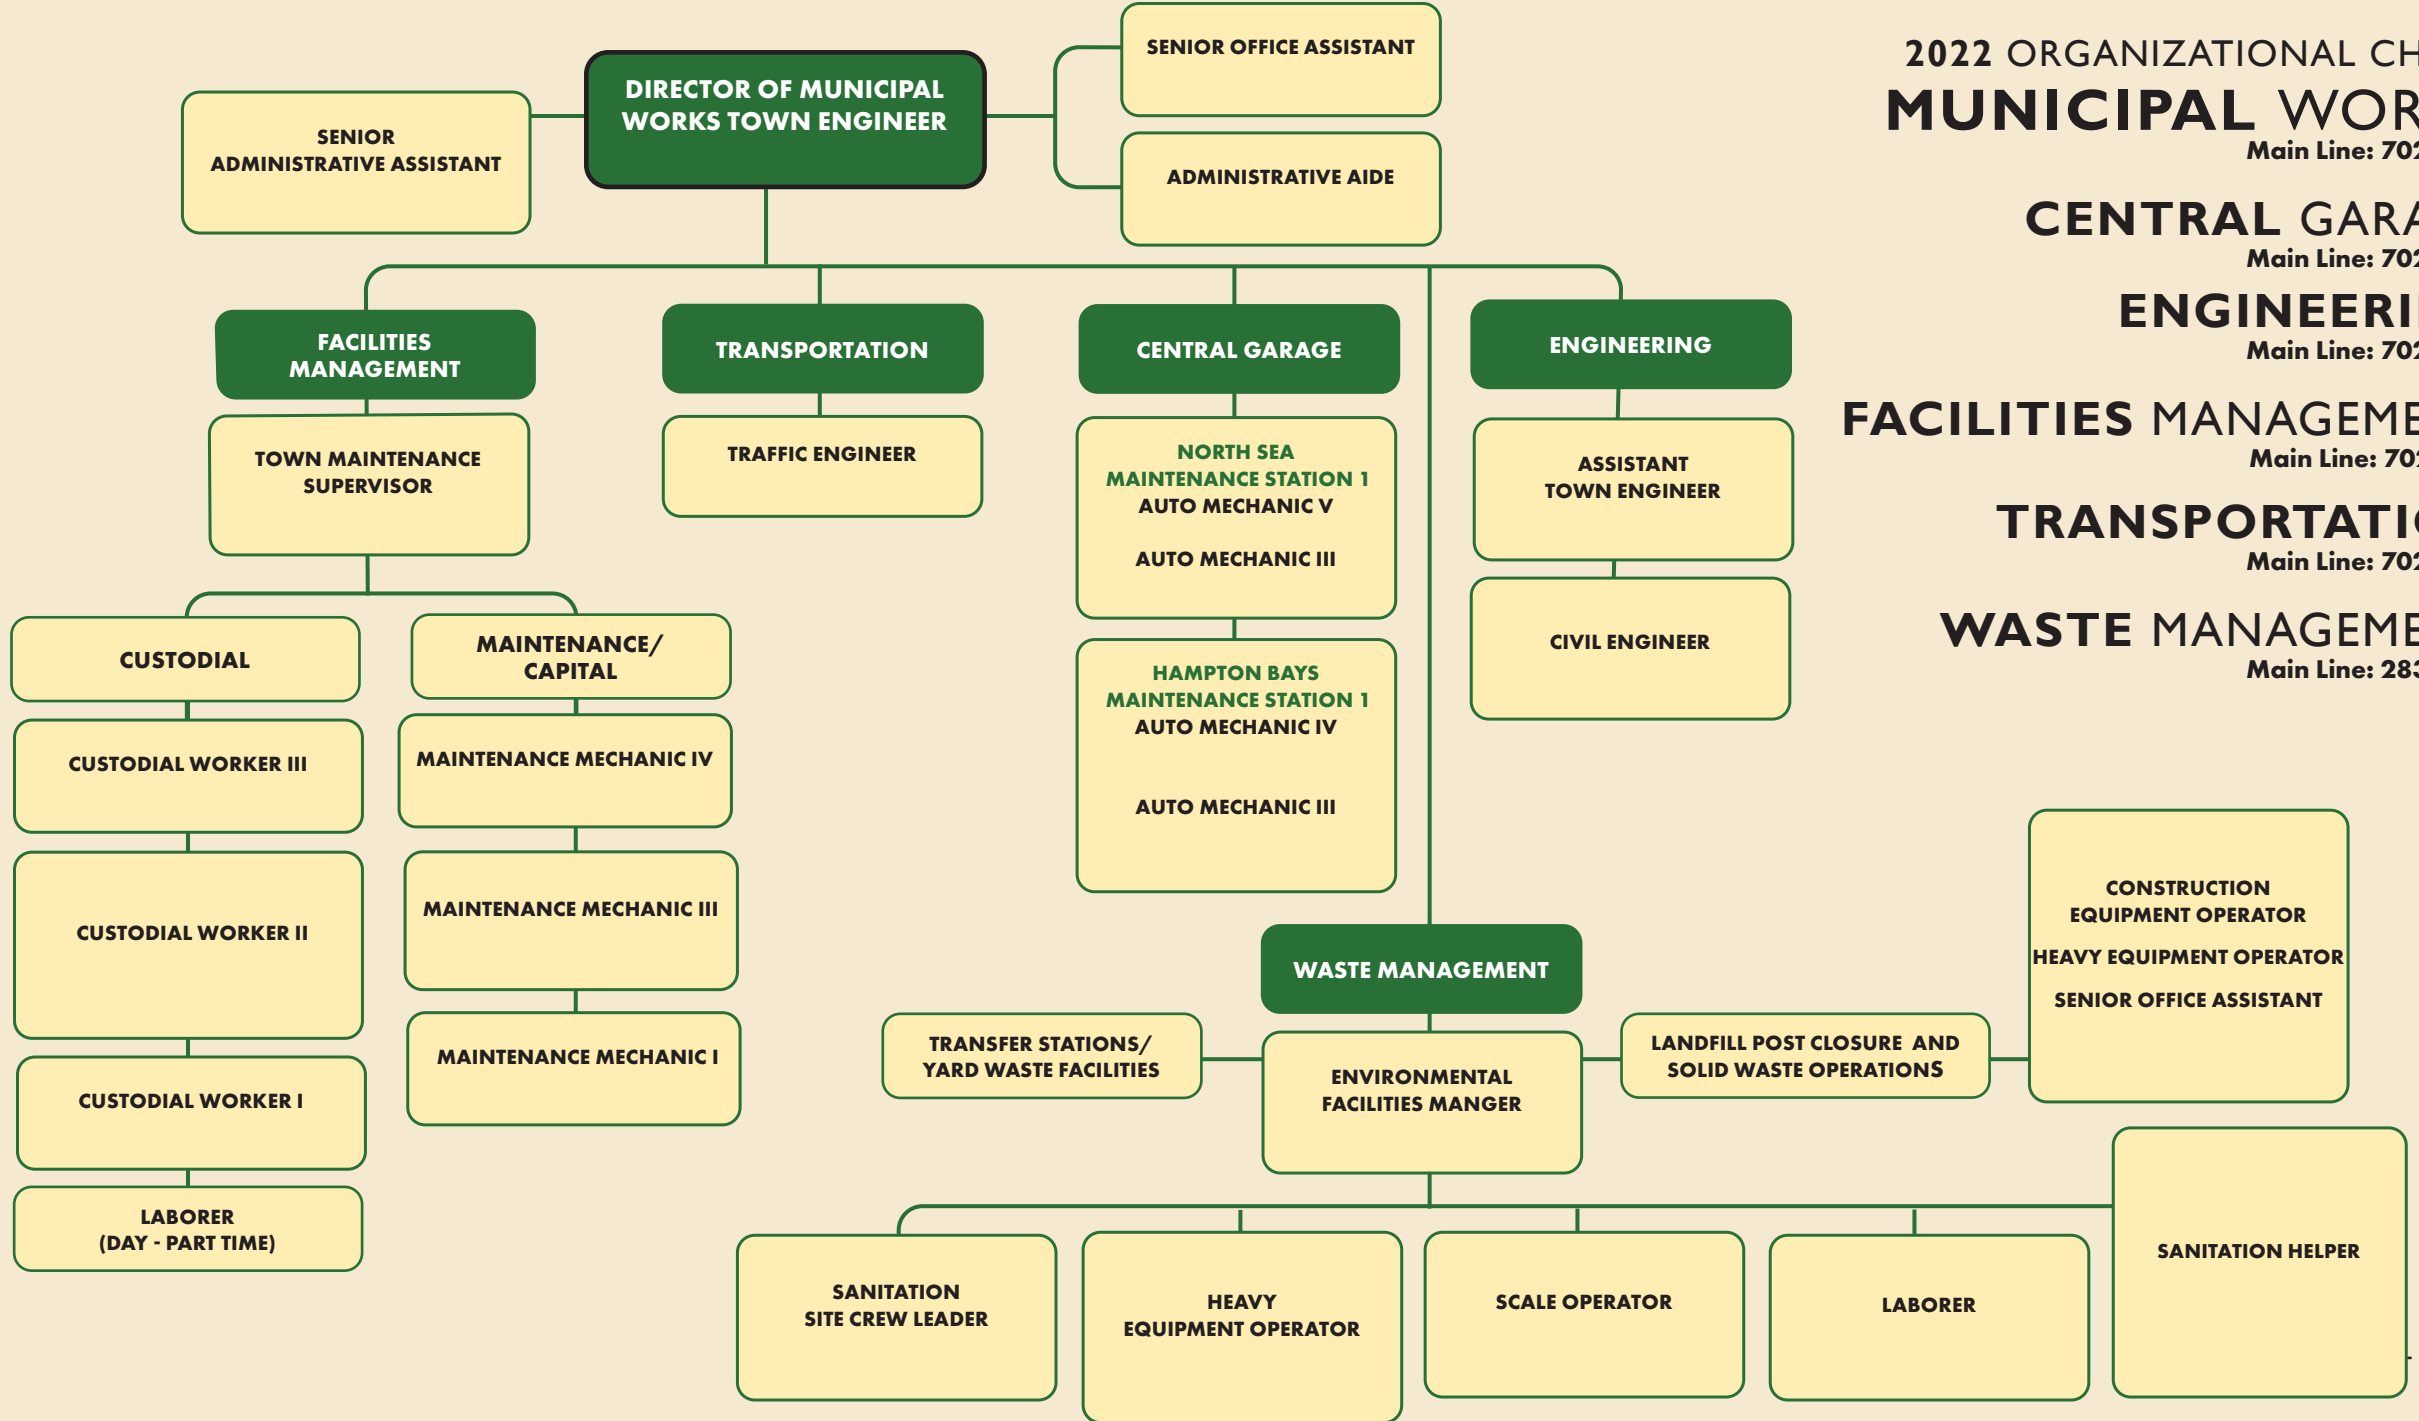 SENIOR OFFICE ASSISTANT
DIRECTOR OF MUNICIPAL
WORKS TOWN ENGINEER
SENIOR
ADMINISTRATIVE ASSISTANT
ADMINISTRATIVE AIDE
2022 ORGANIZATIONAL CH
MUNICIPAL WOR
Main Line: 702
CENTRAL GARA
Main Line: 702
ENGINEERI
Main Line: 702
FACILITIES MANAGEME
Main Line: 702
TRANSPORTATIO
Main Line: 702
WASTE MANAGEME
Main Line: 283
FACILITIES
MANAGEMENT
TRANSPORTATION
CENTRAL GARAGE
ENGINEERING
TOWN MAINTENANCE
SUPERVISOR
TRAFFIC ENGINEER
NORTH SEA
MAINTENANCE STATION 1
AUTO MECHANIC V
AUTO MECHANIC III
ASSISTANT
TOWN ENGINEER
CIVIL ENGINEER
HAMPTON BAYS
MAINTENANCE STATION 1
AUTO MECHANIC IV
AUTO MECHANIC III
CUSTODIAL
CUSTODIAL WORKER III
CUSTODIAL WORKER II
CUSTODIAL WORKER I
LABORER
(DAY - PART TIME)
MAINTENANCE/
CAPITAL
MAINTENANCE MECHANIC IV
MAINTENANCE MECHANIC III
MAINTENANCE MECHANIC I
WASTE MANAGEMENT
TRANSFER STATIONS/
YARD WASTE FACILITIES
ENVIRONMENTAL
FACILITIES MANGER
LANDFILL POST CLOSURE AND
SOLID WASTE OPERATIONS
CONSTRUCTION
EQUIPMENT OPERATOR
HEAVY EQUIPMENT OPERATOR
SENIOR OFFICE ASSISTANT
SANITATION
SITE CREW LEADER
HEAVY
EQUIPMENT OPERATOR
SCALE OPERATOR
LABORER
SANITATION HELPER